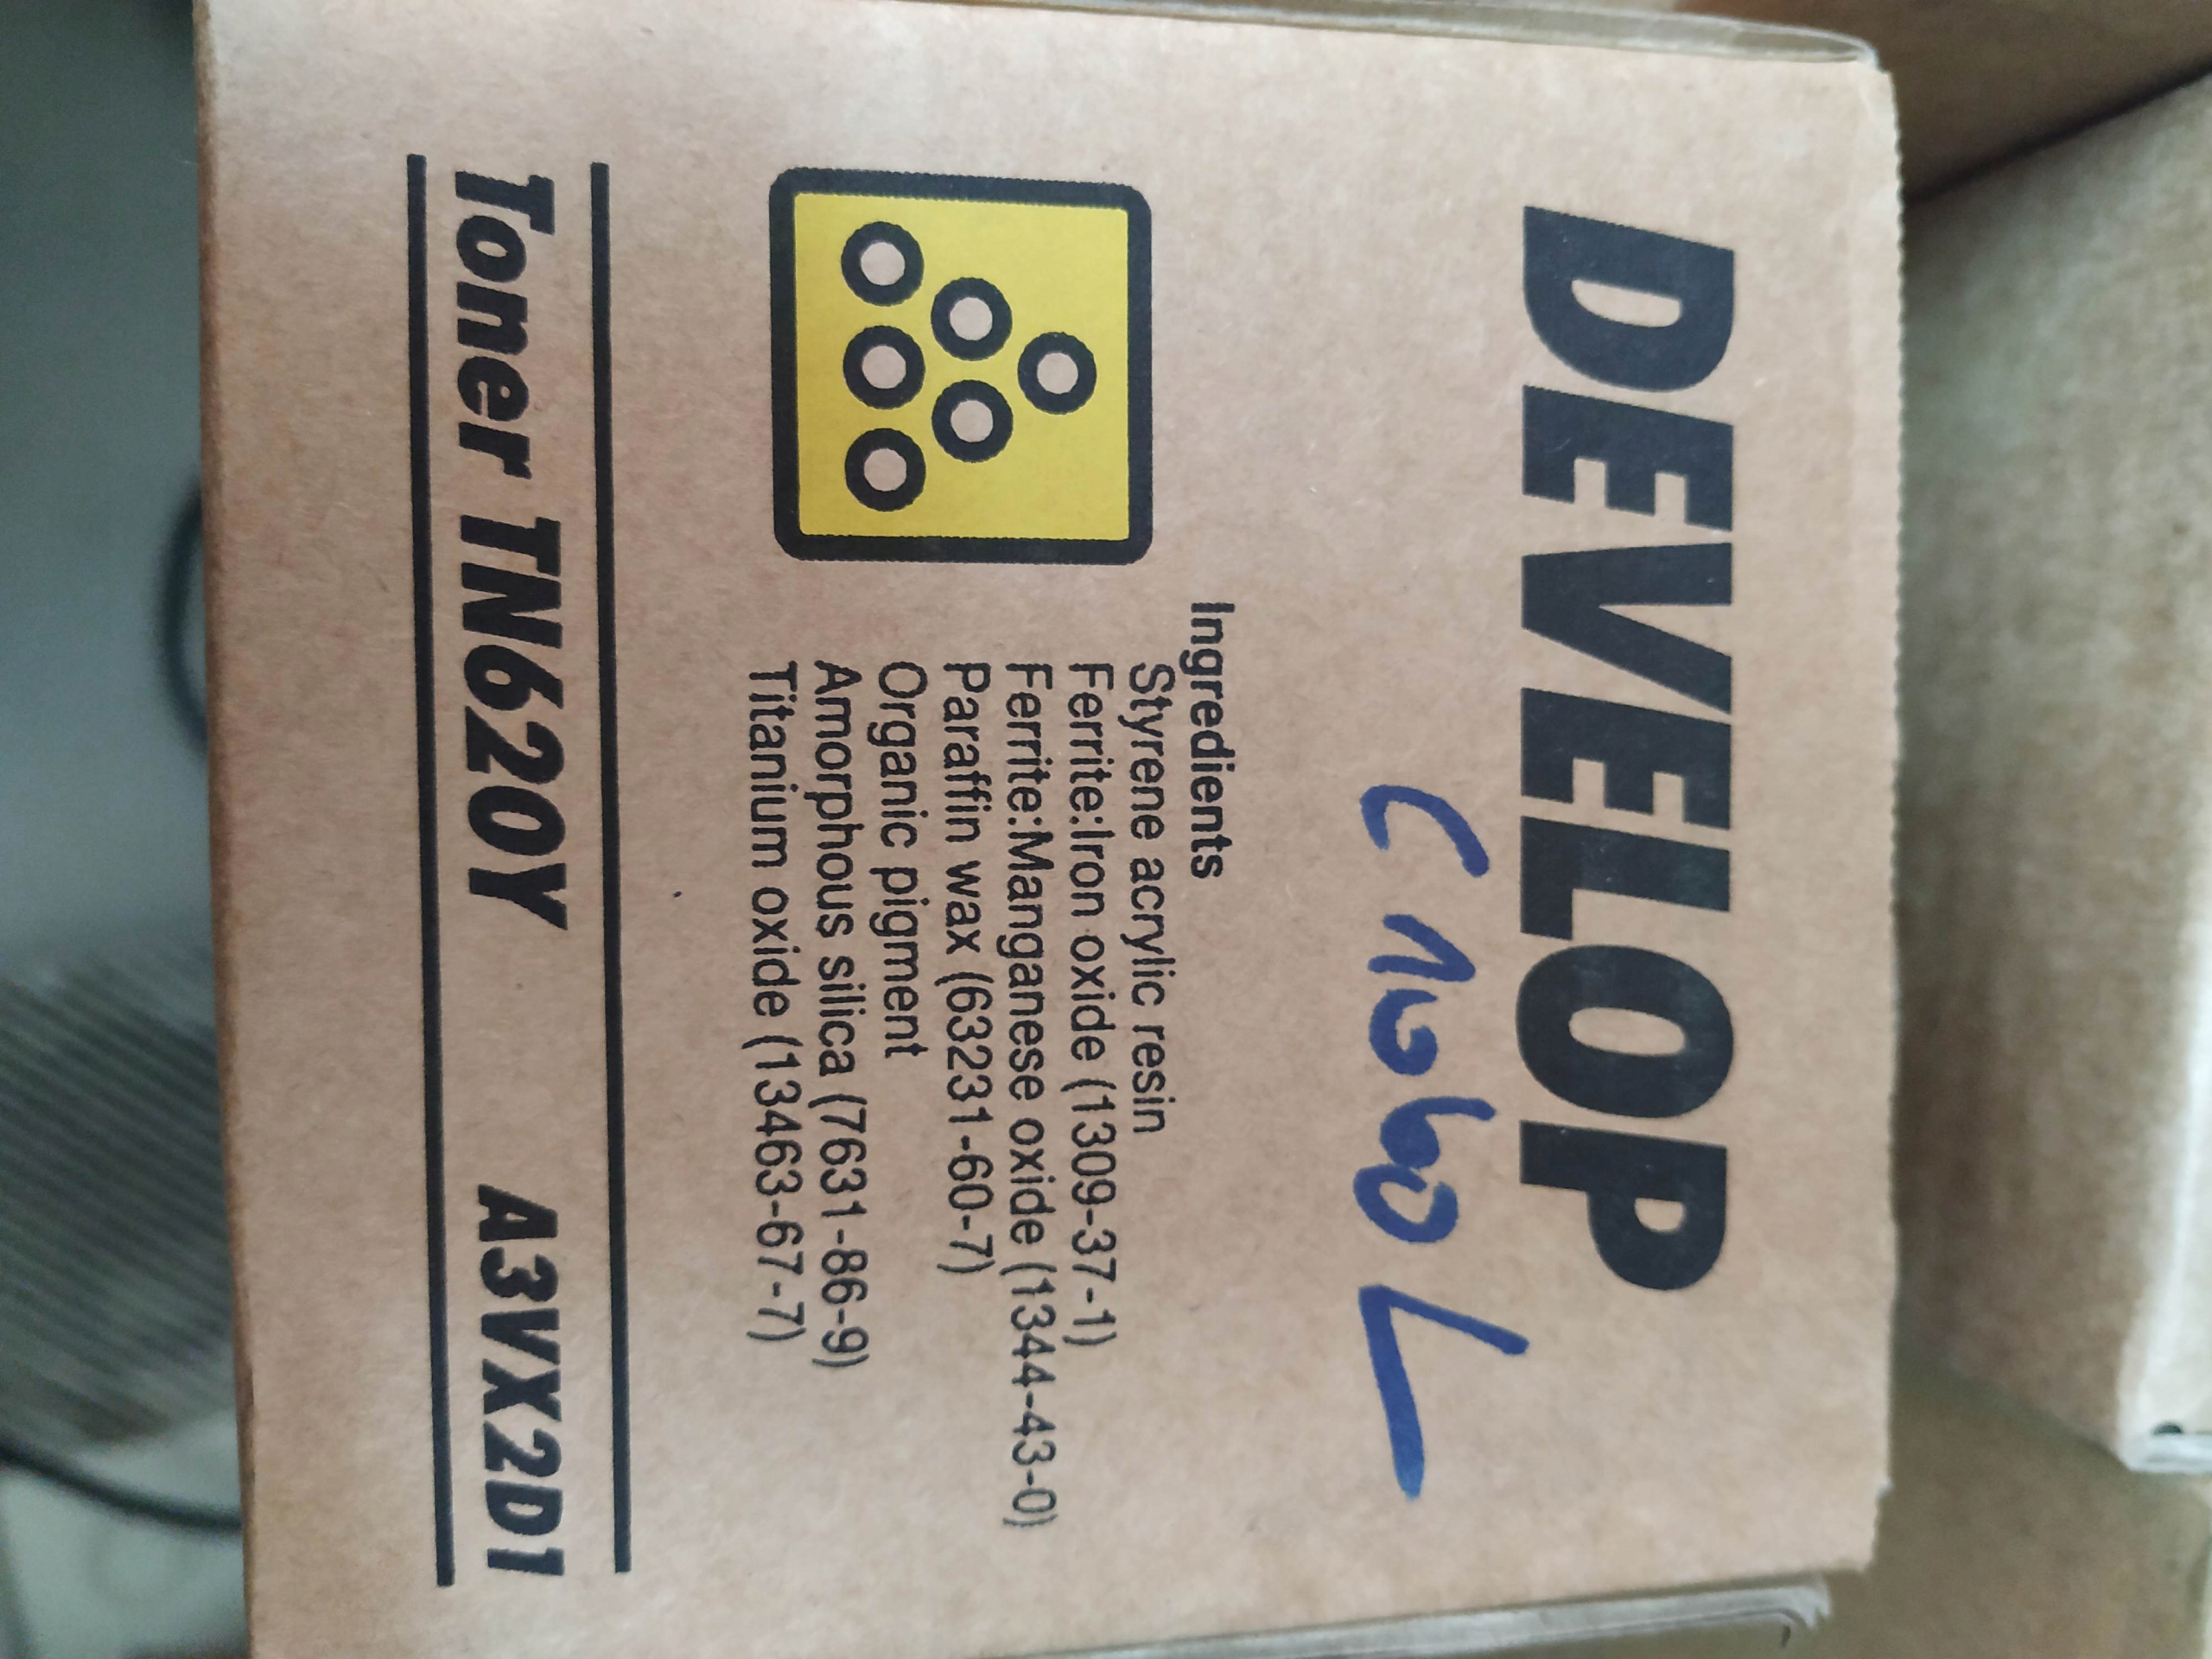 DEVELOP
Ingredients
Styrene acrylic resin
Ferrite:Iron oxide (1309-37-1)
Ferrite:Manganese oxide (1344-43-0)
Paraffin wax (63231-60-7)
Organic pigment
Amorphous silica (7631-86-9)
Titanium oxide (13463-67-7)
Toner TN620Y A3VX2D1